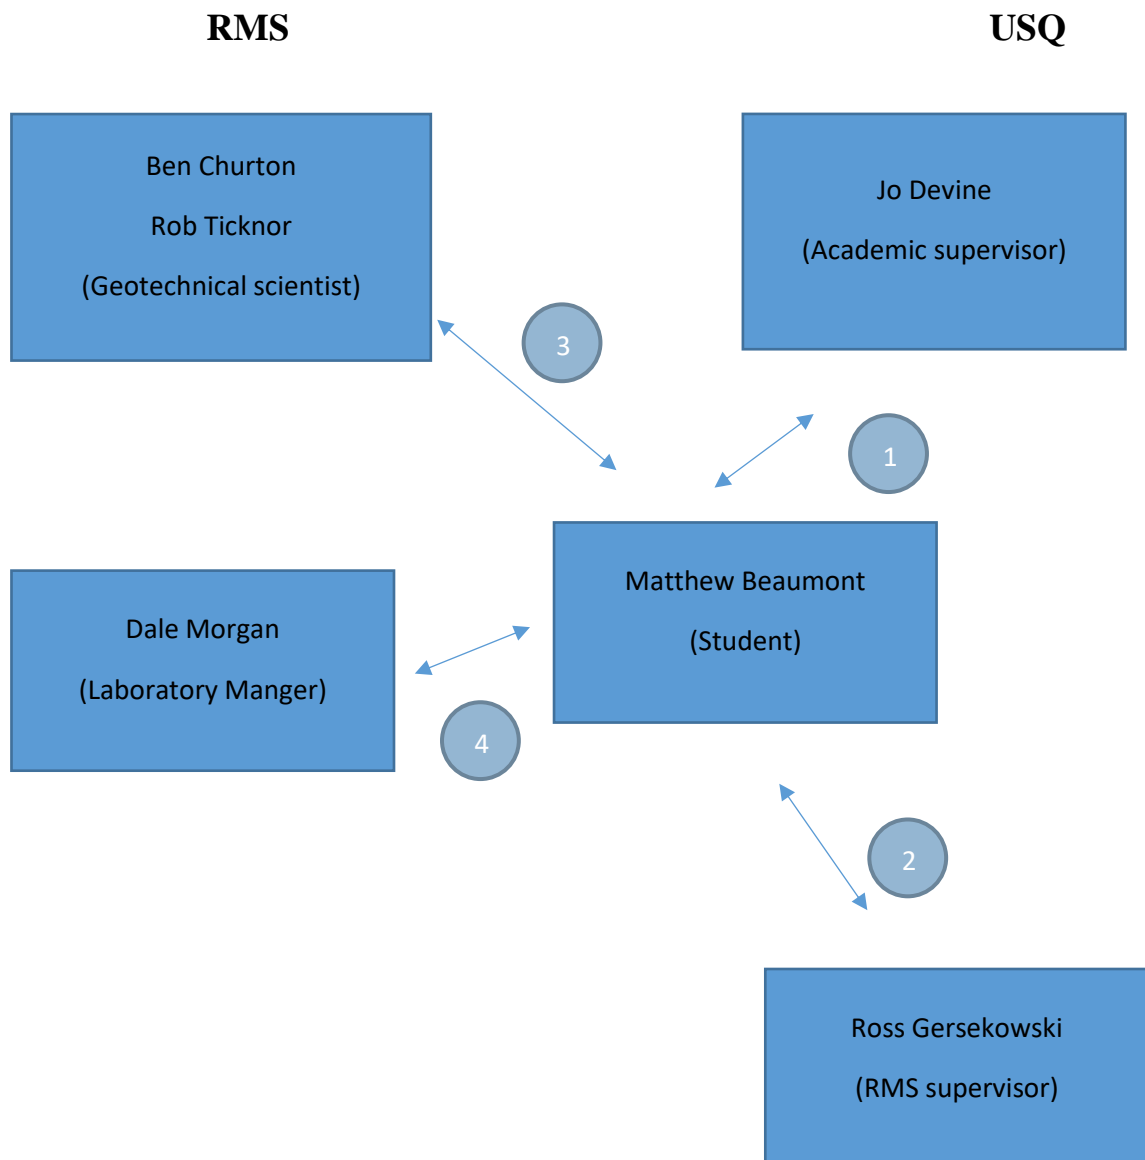 RMS
USQ
Ben Churton
Rob Ticknor
(Geotechnical scientist)
Jo Devine
(Academic supervisor)
3
1
Matthew Beaumont
(Student)
Dale Morgan
(Laboratory Manger)
4
2
Ross Gersekowski
(RMS supervisor)